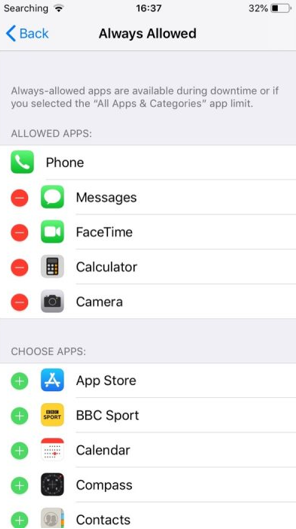 Searching 16:37 32%
Back Always Allowed
Always-allowed apps are available during downtime or if
you selected the “All Apps & Categories” app limit.
ALLOWED APPS:
Phone
Messages
FaceTime
Calculator
Camera
CHOOSE APPS:
App Store
BBC
SPORT
BBC Sport
Calendar
Compass
Contacts